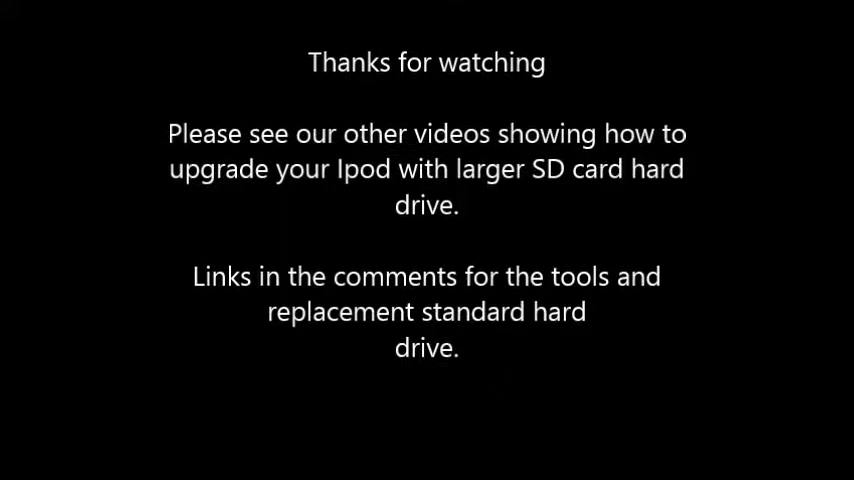 Thanks for watching
Please see our other videos showing how to
upgrade your Ipod with larger SD card hard
drive.
Links in the comments for the tools and
replacement standard hard
drive.